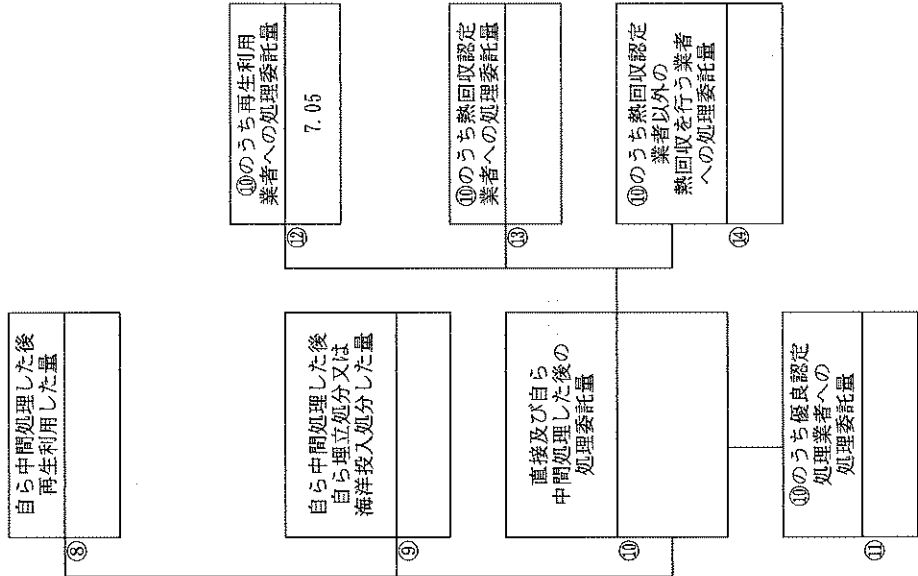 自ら中間処理した後
再生利用した量
⑧
自ら中間処理した後
自ら埋立処分又は
海洋投入処分した量
⑨
直接及び自ら
中間処理した後の
処理委託量
⑩
⑩のうち優良認定
処理業者への
処理委託量
⑪
⑩のうち再生利用
業者への処理委託量
⑫
7.05
⑩のうち熱回収認定
業者への処理委託量
⑬
⑩のうち熱回収認定
業者以外の
熱回収を行う業者
への処理委託量
⑭